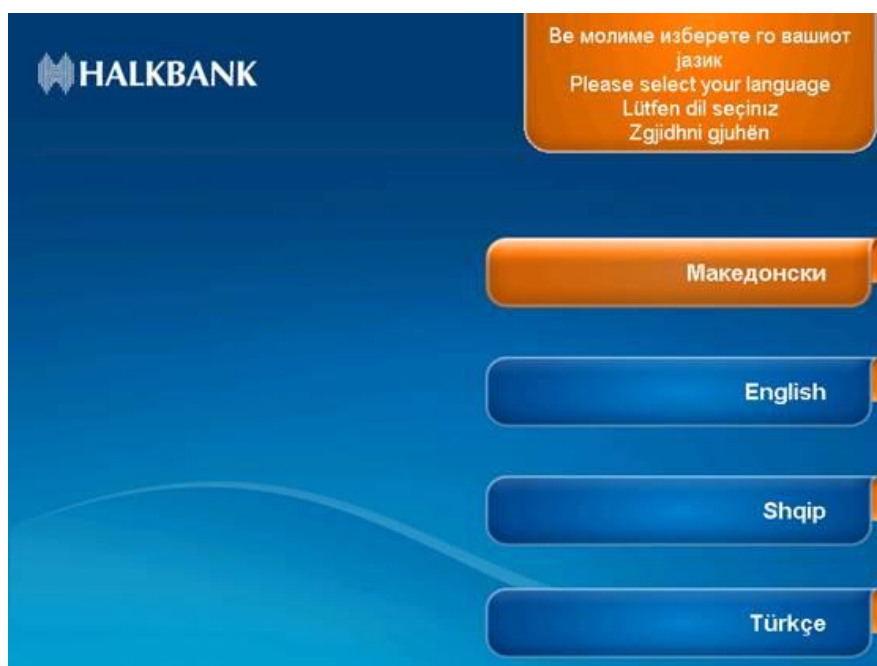 HALKBANK
Ве молиме изберете го вашиот
јазик
Please select your language
Lütfen dil seçiniz
Zgjidhni gjuhën
Македонски
English
Shqip
Türkçe